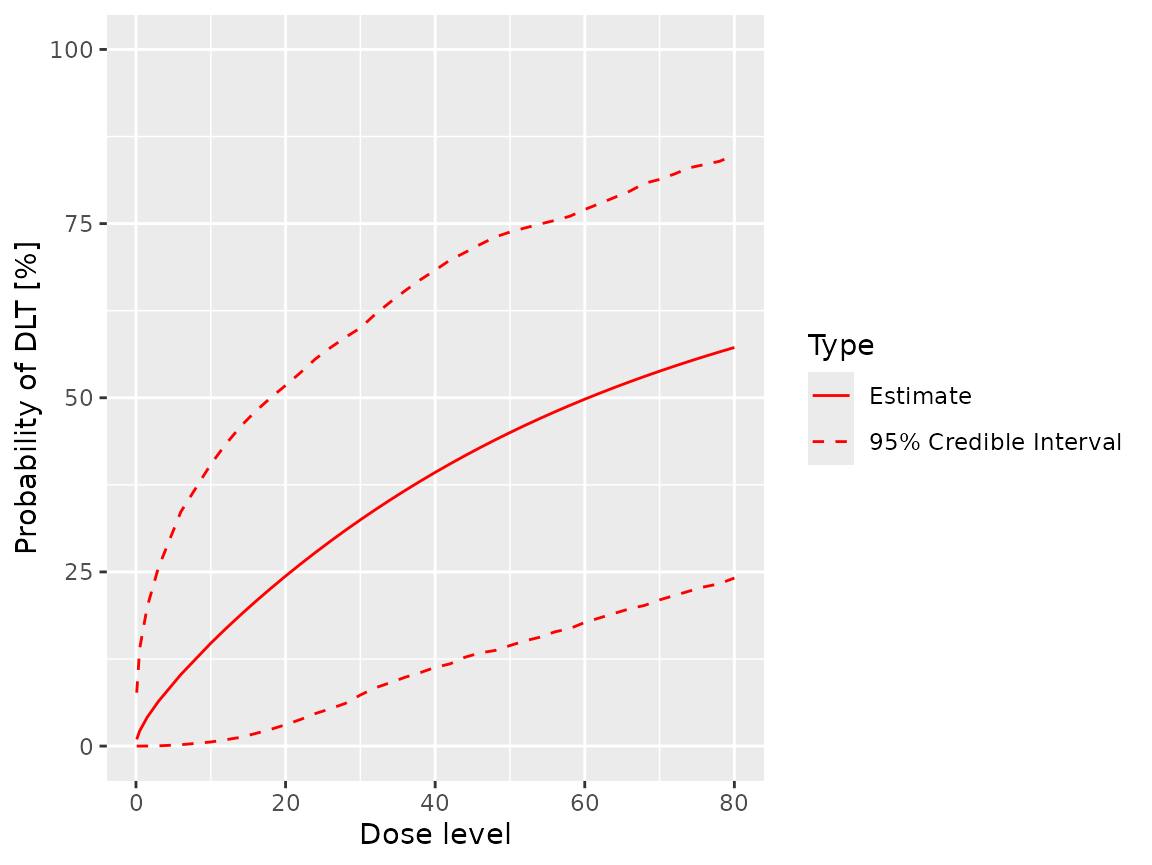 100
75
50
25
0
Probability of DLT [%]
0 20 40 60 80
Dose level
Type
Estimate
95% Credible Interval